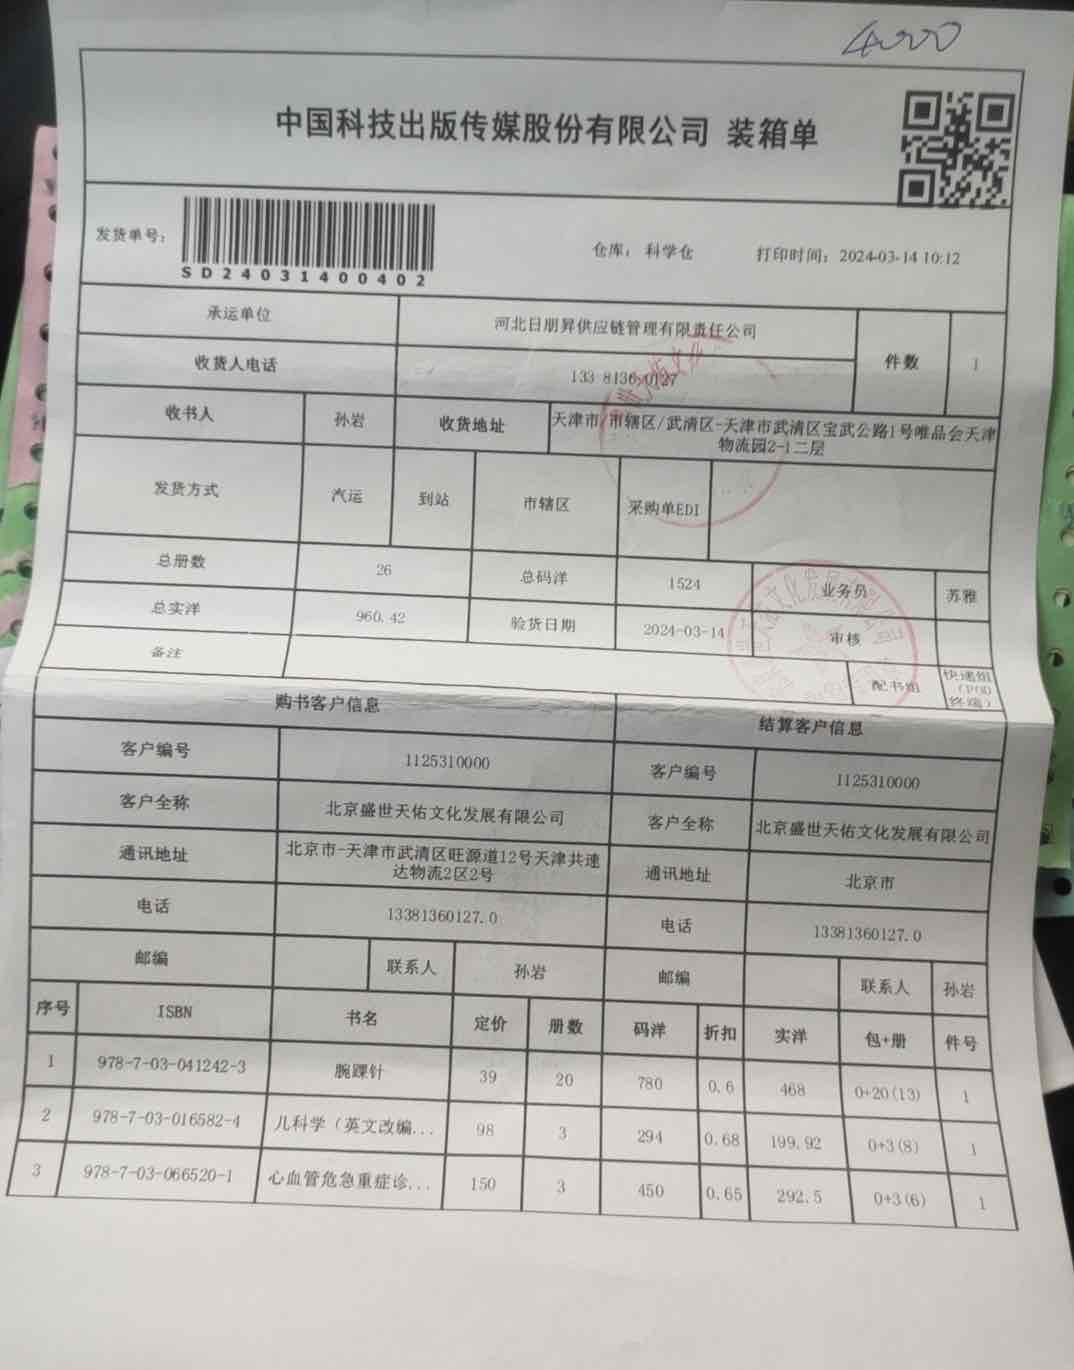 4000
中国科技出版传媒股份有限公司 装箱单
发货单号：
SD24031400402
仓库： 科学仓
打印时间：2024-03-14 10:12
承运单位 河北日朋昇供应链管理有限责任公司 件数 1
收货人电话 133 8136 0127
收书人 孙岩 收货地址 天津市/市辖区/武清区-天津市武清区宝武公路1号唯品会天津
物流园2-1二层
发货方式 汽运 到站 市辖区 采购单EDI
总册数 26 总码洋 1524 业务员 苏雅
总实洋 960.42 验货日期 2024-03-14 审核
备注 配书组 快递组
（POD
终端）
购书客户信息 结算客户信息
客户编号 1125310000 客户编号 1125310000
客户全称 北京盛世天佑文化发展有限公司 客户全称 北京盛世天佑文化发展有限公司
通讯地址 北京市-天津市武清区旺源道12号天津共速
达物流2区2号 通讯地址 北京市
电话 13381360127.0 电话 13381360127.0
邮编 联系人 孙岩 邮编 联系人 孙岩
序号 ISBN 书名 定价 册数 码洋 折扣 实洋 包+册 件号
1 978-7-03-041242-3 腕踝针 39 20 780 0.6 468 0+20(13) 1
2 978-7-03-016582-4 儿科学（英文改编... 98 3 294 0.68 199.92 0+3(8) 1
3 978-7-03-066520-1 心血管危急重症诊... 150 3 450 0.65 292.5 0+3(6) 1